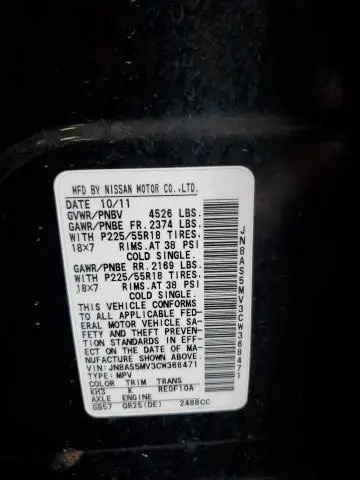 MFD BY NISSAN MOTOR CO.,LTD.
DATE 10/11
GVWR/PNBV 4526 LBS.
GAWR/PNBE FR. 2374 LBS.
WITH P225/55R18 TIRES,
18X7 RIMS.AT 38 PSI
COLD SINGLE.
GAWR/PNBE RR. 2169 LBS.
WITH P225/55R18 TIRES,
18X7 RIMS.AT 38 PSI
COLD SINGLE.
THIS VEHICLE CONFORMS
TO ALL APPLICABLE FED-
ERAL MOTOR VEHICLE SA-
FETY AND THEFT PREVEN-
TION STANDARDS IN EFF-
ECT ON THE DATE OF MA-
NUFACTURE SHOWN ABOVE.
VIN:JN8AS5MV3CW368471
TYPE: MPV
COLOR TRIM TRANS
KH3 K RE0F10A
AXLE ENGINE
GB57 QR25(DE) 2488CC
JN8AS5MV3CW368471